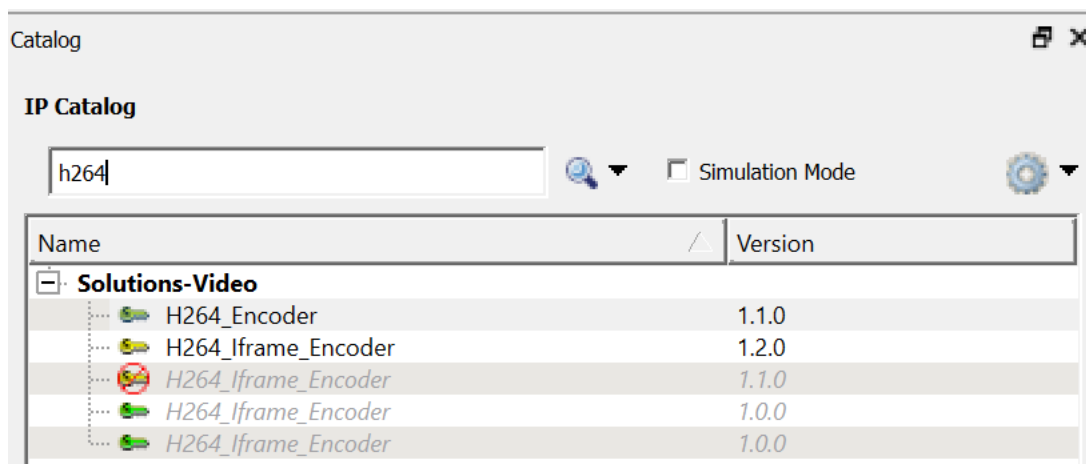 Catalog
IP Catalog
h264 Simulation Mode
Name Version
Solutions-Video
H264_Encoder 1.1.0
H264_Iframe_Encoder 1.2.0
H264_Iframe_Encoder 1.1.0
H264_Iframe_Encoder 1.0.0
H264_Iframe_Encoder 1.0.0